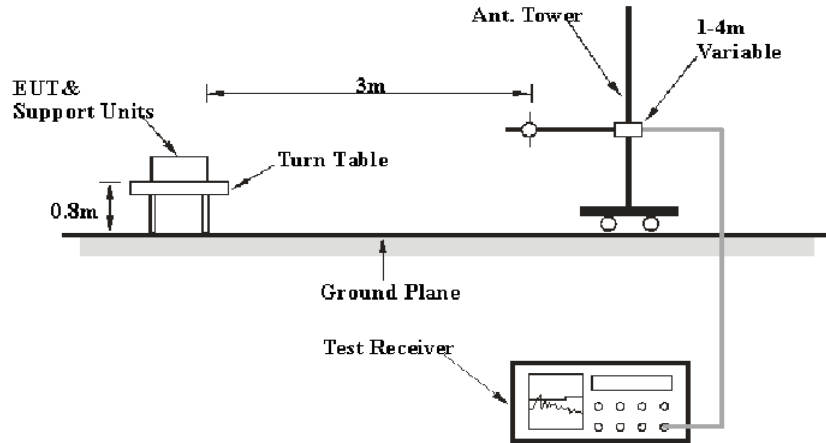 Ant. Tower
1-4m
Variable
3m
EUT&
Support Units
Turn Table
0.8m
Ground Plane
Test Receiver